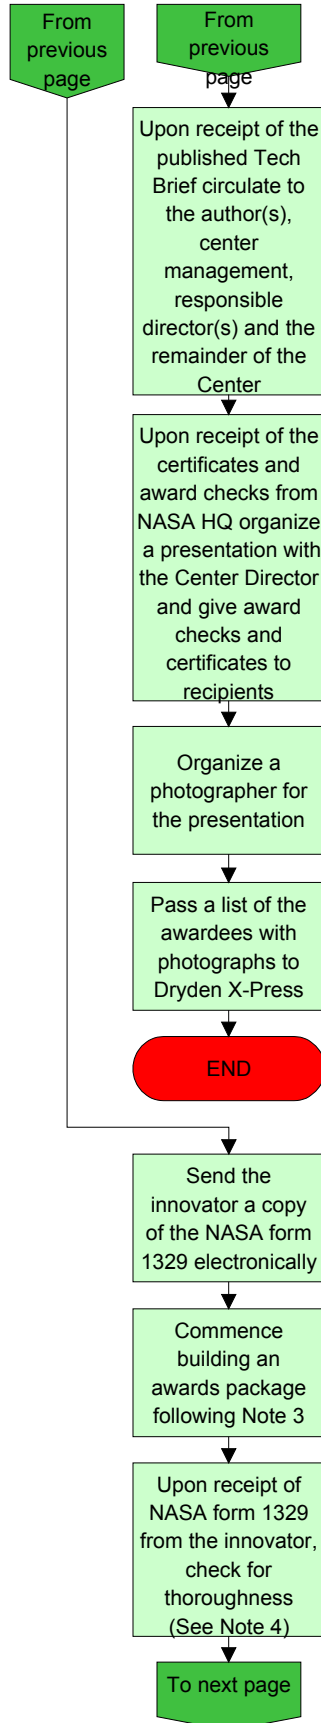 From
previous
page
From
previous
page
Upon receipt of the
published Tech
Brief circulate to
the author(s),
center
management,
responsible
director(s) and the
remainder of the
Center
Upon receipt of the
certificates and
award checks from
NASA HQ organize
a presentation with
the Center Director
and give award
checks and
certificates to
recipients
Organize a
photographer for
the presentation
Pass a list of the
awardees with
photographs to
Dryden X-Press
END
Send the
innovator a copy
of the NASA form
1329 electronically
Commence
building an
awards package
following Note 3
Upon receipt of
NASA form 1329
from the innovator,
check for
thoroughness
(See Note 4)
To next page